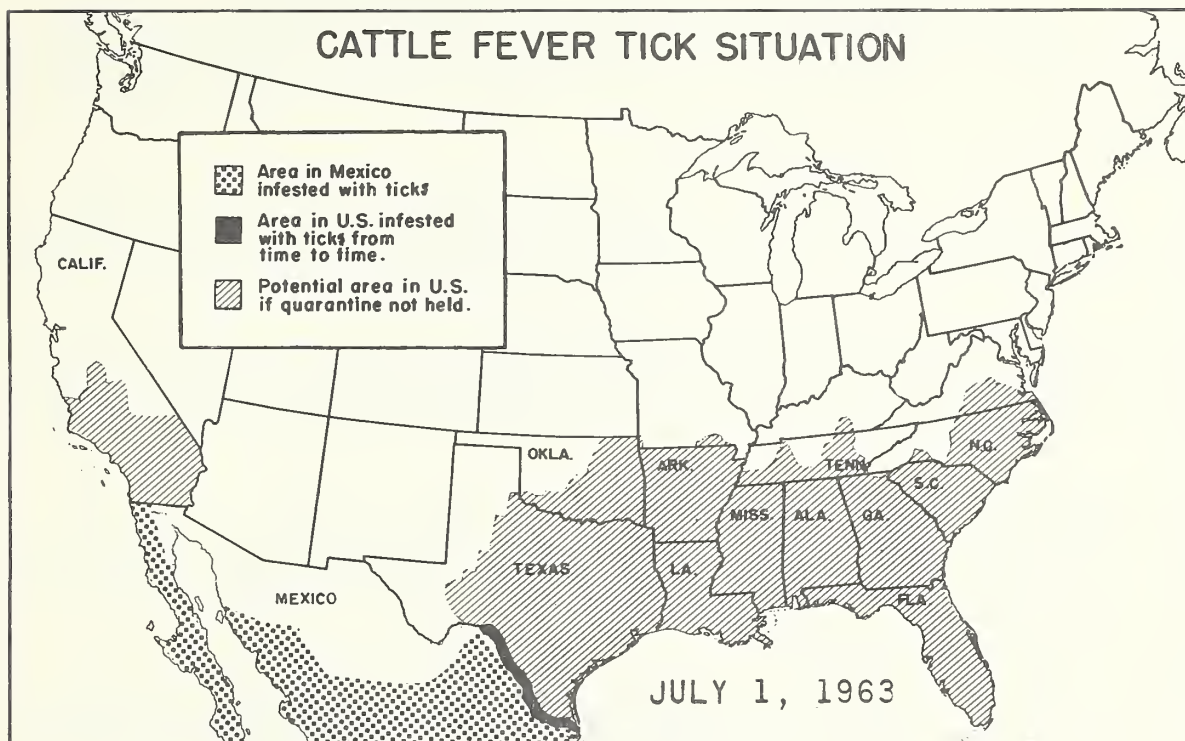 CATTLE FEVER TICK SITUATION
Area in Mexico
infested with ticks
Area in U.S. infested
with ticks from
time to time.
Potential area in U.S.
if quarantine not held.
CALIF.
OKLA.
ARK.
TENN.
N.C.
S.C.
MISS.
ALA.
GA.
TEXAS
LA.
FLA.
MEXICO
JULY 1, 1963